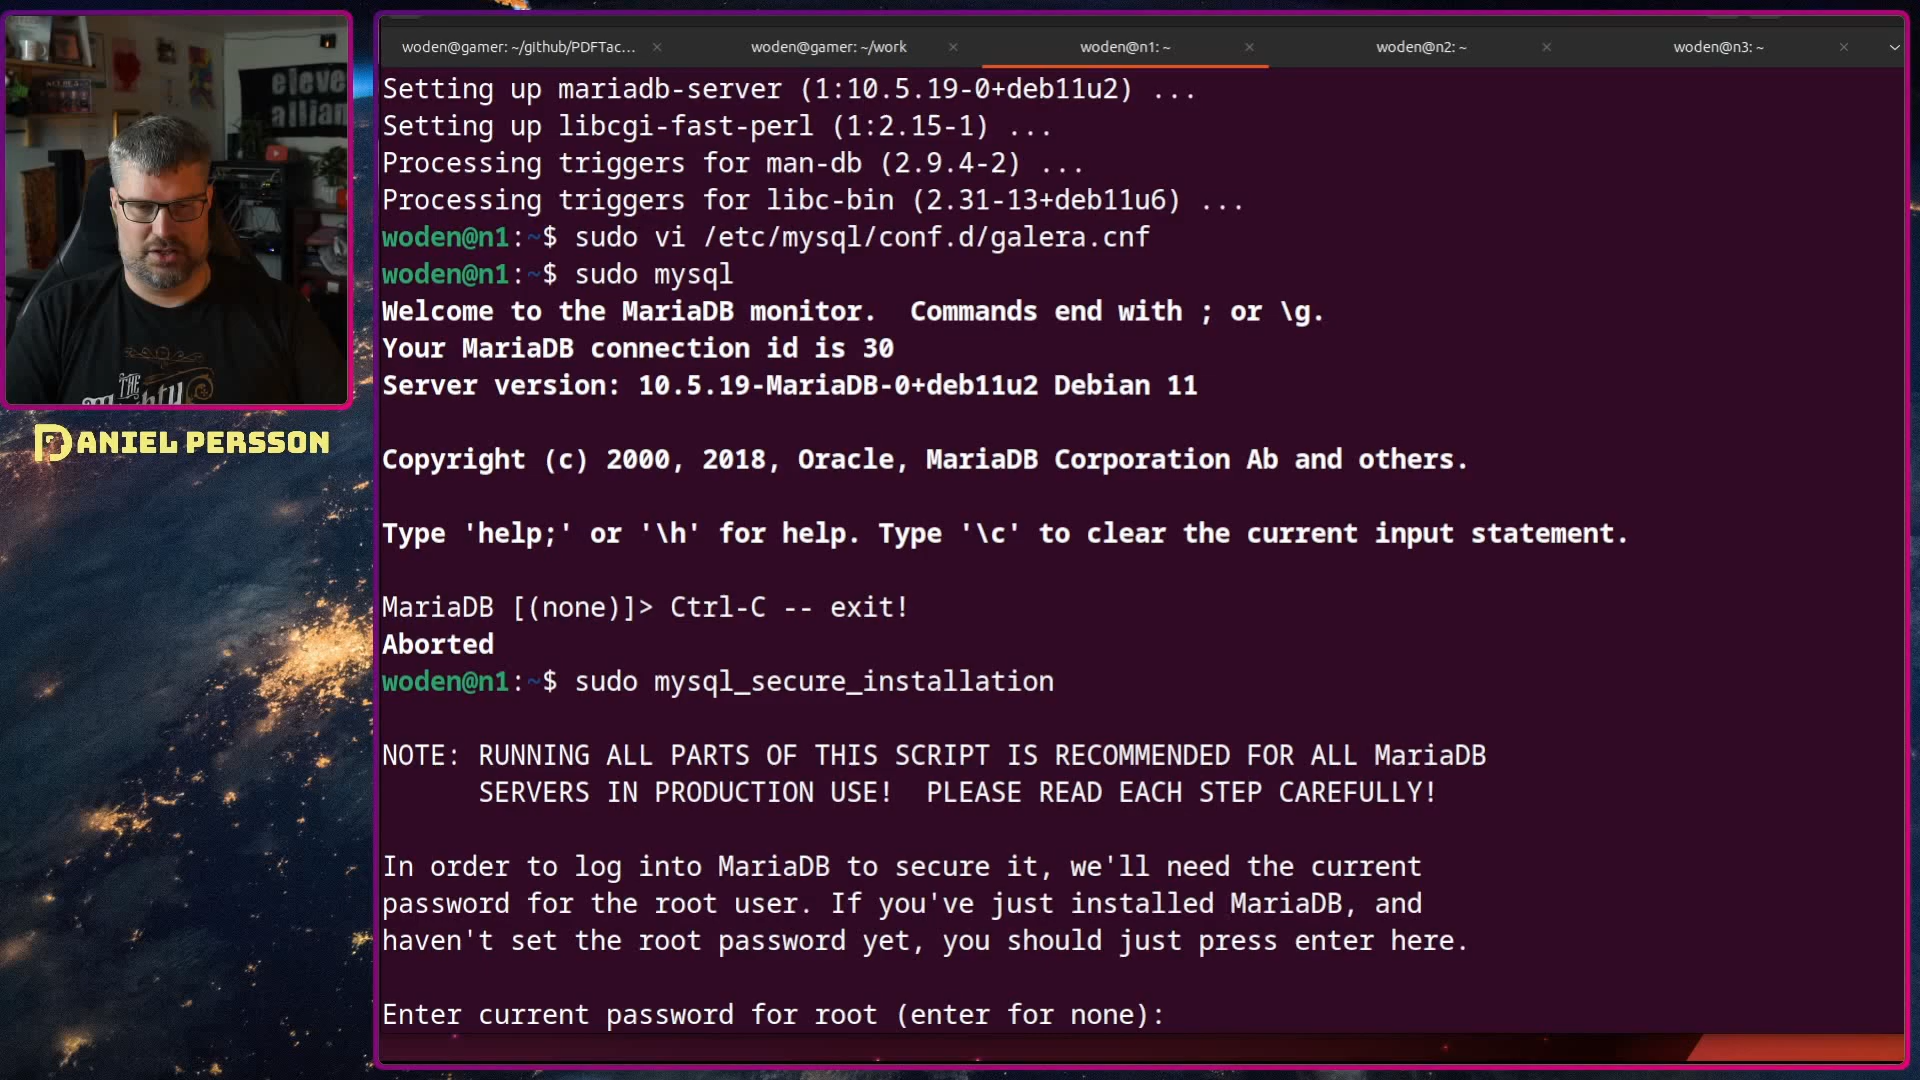 woden@gamer: ~/github/PDFTac...
woden@gamer: ~/work
woden@n1: ~
woden@n2: ~
woden@n3: ~
Setting up mariadb-server (1:10.5.19-0+deb11u2) ...
Setting up libcgi-fast-perl (1:2.15-1) ...
Processing triggers for man-db (2.9.4-2) ...
Processing triggers for libc-bin (2.31-13+deb11u6) ...
woden@n1:~$ sudo vi /etc/mysql/conf.d/galera.cnf
woden@n1:~$ sudo mysql
Welcome to the MariaDB monitor.  Commands end with ; or \g.
Your MariaDB connection id is 30
Server version: 10.5.19-MariaDB-0+deb11u2 Debian 11
Copyright (c) 2000, 2018, Oracle, MariaDB Corporation Ab and others.
Type 'help;' or '\h' for help. Type '\c' to clear the current input statement.
MariaDB [(none)]> Ctrl-C -- exit!
Aborted
woden@n1:~$ sudo mysql_secure_installation
NOTE: RUNNING ALL PARTS OF THIS SCRIPT IS RECOMMENDED FOR ALL MariaDB
SERVERS IN PRODUCTION USE!  PLEASE READ EACH STEP CAREFULLY!
In order to log into MariaDB to secure it, we'll need the current
password for the root user. If you've just installed MariaDB, and
haven't set the root password yet, you should just press enter here.
Enter current password for root (enter for none):
eleve
allian
THE
DANIEL PERSSON